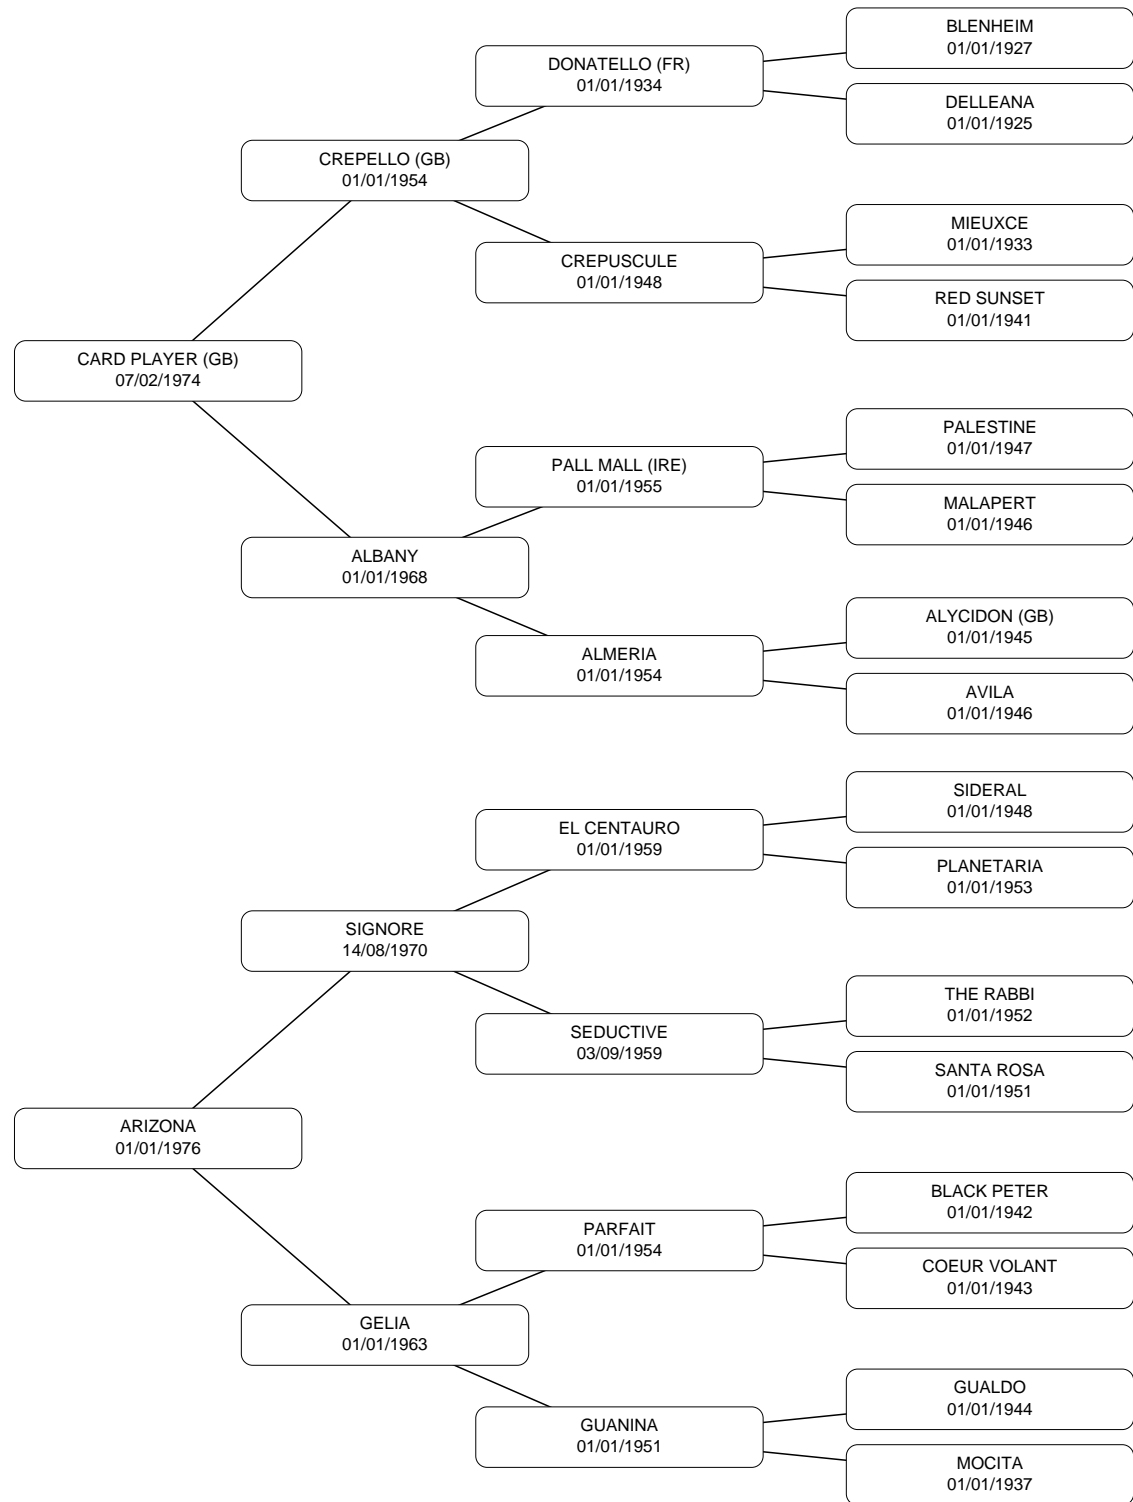 BLENHEIM
01/01/1927
DONATELLO (FR)
01/01/1934
DELLEANA
01/01/1925
CREPELLO (GB)
01/01/1954
MIEUXCE
01/01/1933
CREPUSCULE
01/01/1948
RED SUNSET
01/01/1941
CARD PLAYER (GB)
07/02/1974
PALESTINE
01/01/1947
PALL MALL (IRE)
01/01/1955
MALAPERT
01/01/1946
ALBANY
01/01/1968
ALYCIDON (GB)
01/01/1945
ALMERIA
01/01/1954
AVILA
01/01/1946
SIDERAL
01/01/1948
EL CENTAURO
01/01/1959
PLANETARIA
01/01/1953
SIGNORE
14/08/1970
THE RABBI
01/01/1952
SEDUCTIVE
03/09/1959
SANTA ROSA
01/01/1951
ARIZONA
01/01/1976
BLACK PETER
01/01/1942
PARFAIT
01/01/1954
COEUR VOLANT
01/01/1943
GELIA
01/01/1963
GUALDO
01/01/1944
GUANINA
01/01/1951
MOCITA
01/01/1937